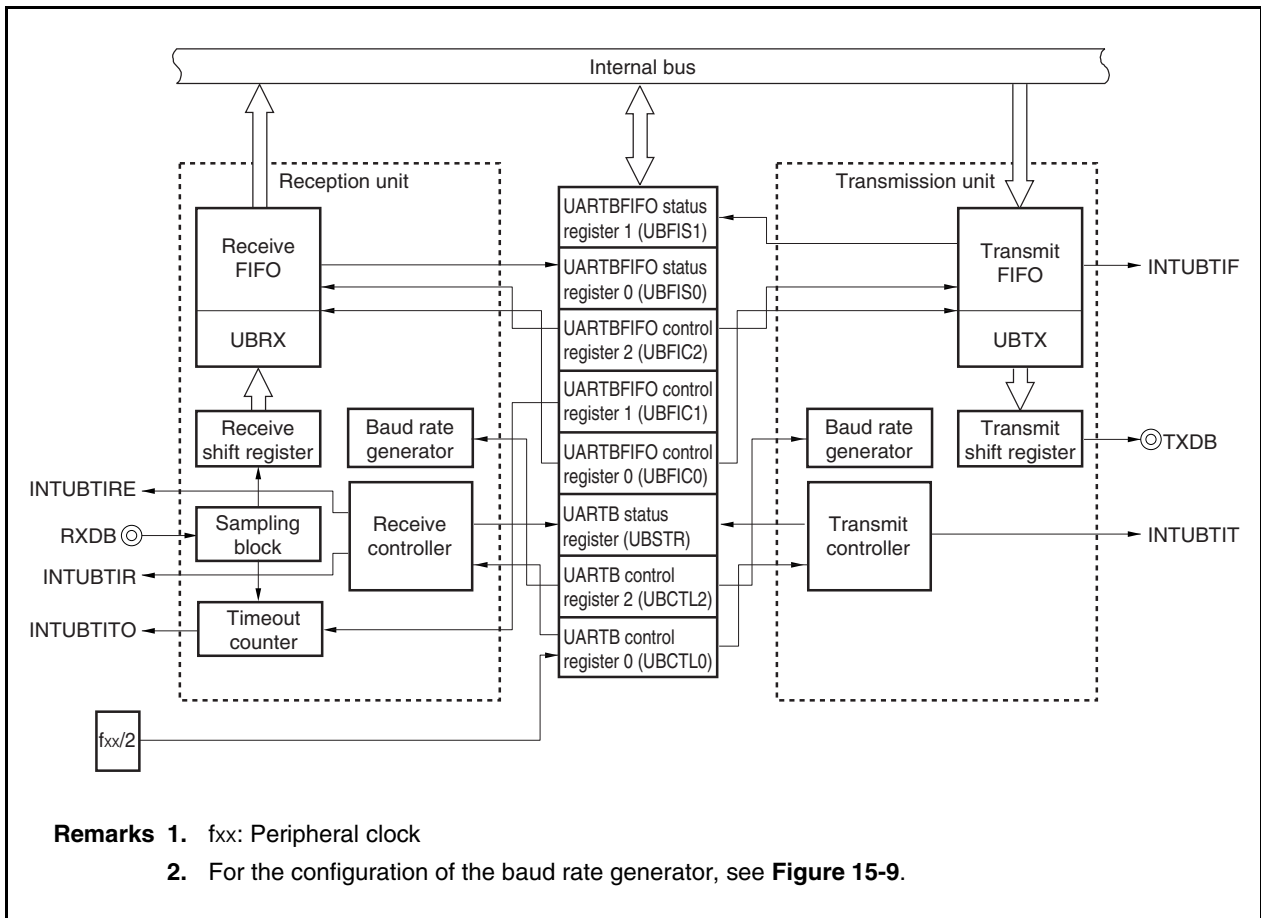 Internal bus
Reception unit
Receive
FIFO
UBRX
Receive
shift register
Baud rate
generator
INTUBTIRE
RXDB
Sampling
block
Receive
controller
INTUBTIR
INTUBTITO
Timeout
counter
fxx/2
UARTBFIFO status
register 1 (UBFIS1)
UARTBFIFO status
register 0 (UBFIS0)
UARTBFIFO control
register 2 (UBFIC2)
UARTBFIFO control
register 1 (UBFIC1)
UARTBFIFO control
register 0 (UBFIC0)
UARTB status
register (UBSTR)
UARTB control
register 2 (UBCTL2)
UARTB control
register 0 (UBCTL0)
Transmission unit
Transmit
FIFO
UBTX
INTUBTIF
Baud rate
generator
Transmit
shift register
TXDB
Transmit
controller
INTUBTIT
Remarks 1. fxx: Peripheral clock
2. For the configuration of the baud rate generator, see Figure 15-9.